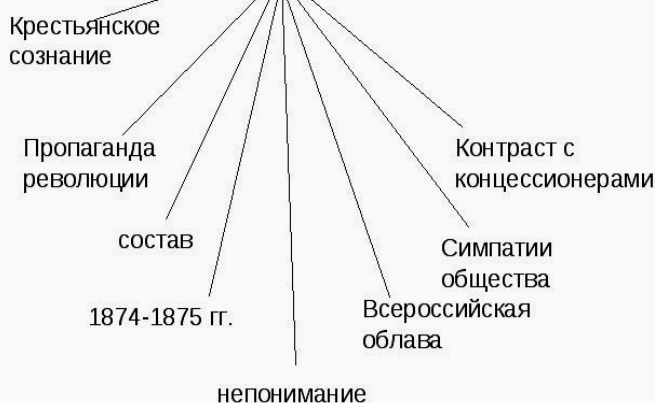 Крестьянское
сознание
Пропаганда
революции
состав
1874-1875 гг.
непонимание
Всероссийская
облава
Симпатии
общества
Контраст с
концессионерами